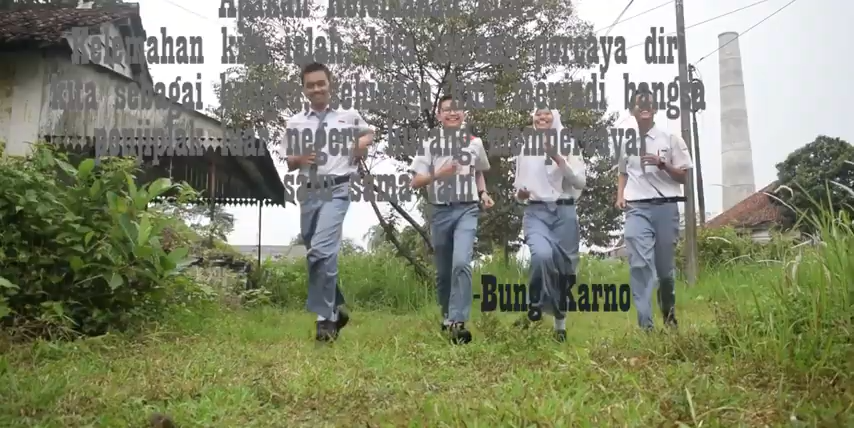 Apakah Kelemahan kita
Kelemahan kita ialah, kita kurang percaya diri
kita sebagai bangsa, sehingga kita menjadi bangsa
penjiplak luar negeri, kurang mempercayai
satu sama lain
-Bung Karno